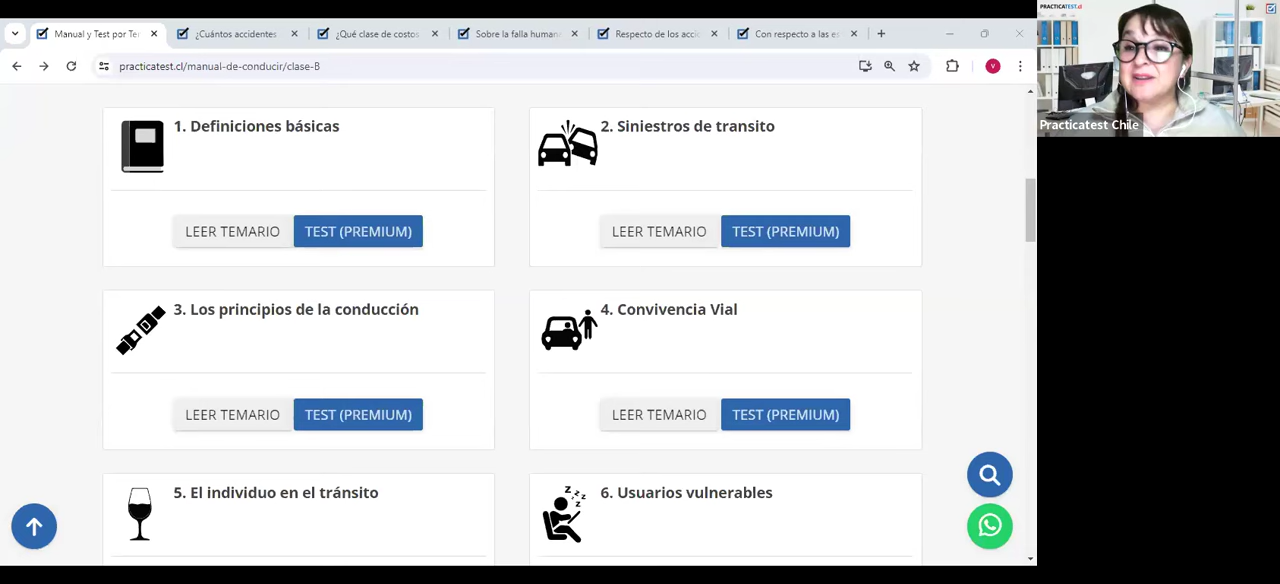 Manual y Test por Te
¿Cuántos accidentes
¿Qué clase de costos
Sobre la falla human
Respecto de los acci
Con respecto a las es
practicatest.cl/manual-de-conducir/clase-B
V
PRACTICATEST.cl
Practicatest Chile
1. Definiciones básicas
LEER TEMARIO
TEST (PREMIUM)
2. Siniestros de transito
LEER TEMARIO
TEST (PREMIUM)
3. Los principios de la conducción
LEER TEMARIO
TEST (PREMIUM)
4. Convivencia Vial
LEER TEMARIO
TEST (PREMIUM)
5. El individuo en el tránsito
6. Usuarios vulnerables